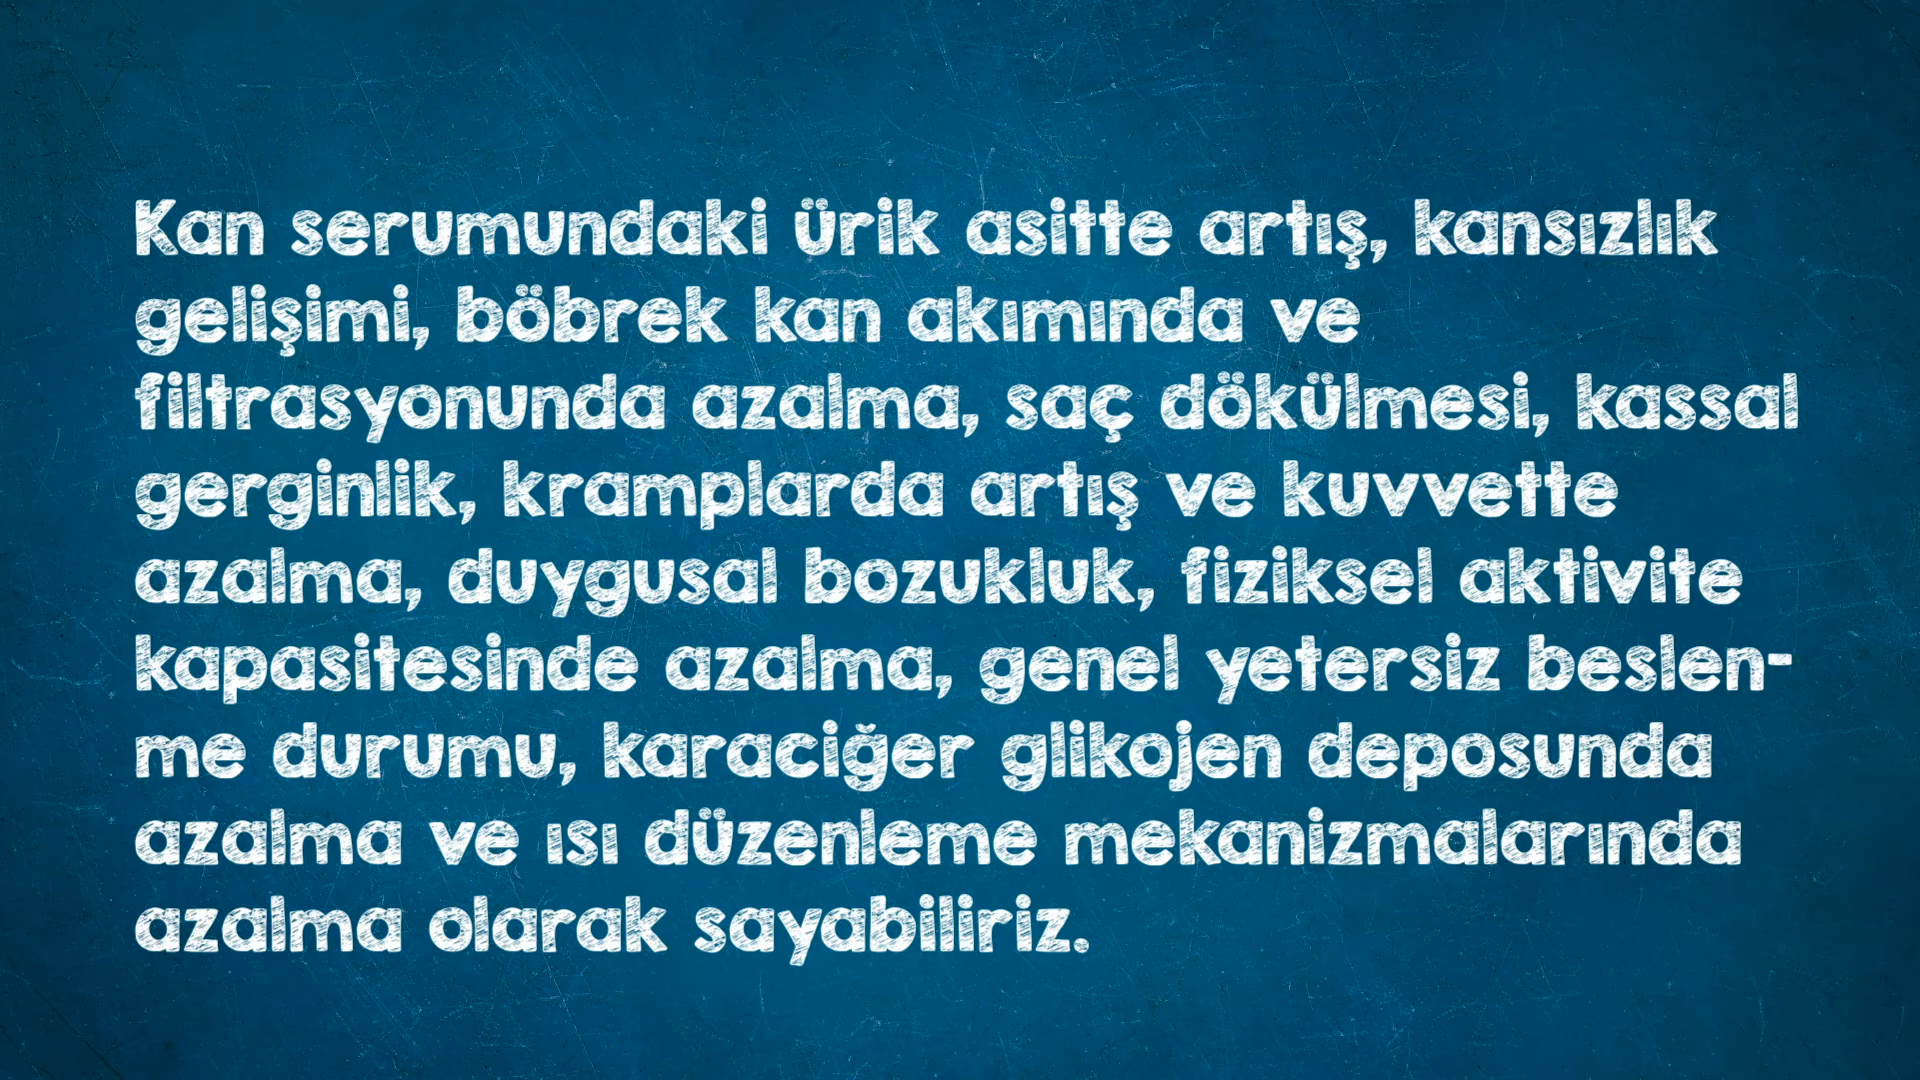 Kan serumundaki ürik asitte artış, kansızlık
gelişimi, böbrek kan akımında ve
filtrasyonunda azalma, saç dökülmesi, kassal
gerginlik, kramplarda artış ve kuvvette
azalma, duygusal bozukluk, fiziksel aktivite
kapasitesinde azalma, genel yetersiz beslen-
me durumu, karaciğer glikojen deposunda
azalma ve ısı düzenleme mekanizmalarında
azalma olarak sayabiliriz.